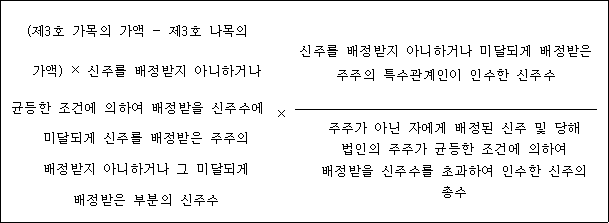 (제3호 가목의 가액 - 제3호 나목의
가액) × 신주를 배정받지 아니하거나
균등한 조건에 의하여 배정받을 신주수에
미달되게 신주를 배정받은 주주의
배정받지 아니하거나 그 미달되게
배정받은 부분의 신주수
×
신주를 배정받지 아니하거나 미달되게 배정받은
주주의 특수관계인이 인수한 신주수
주주가 아닌 자에게 배정된 신주 및 당해
법인의 주주가 균등한 조건에 의하여
배정받을 신주수를 초과하여 인수한 신주의
총수